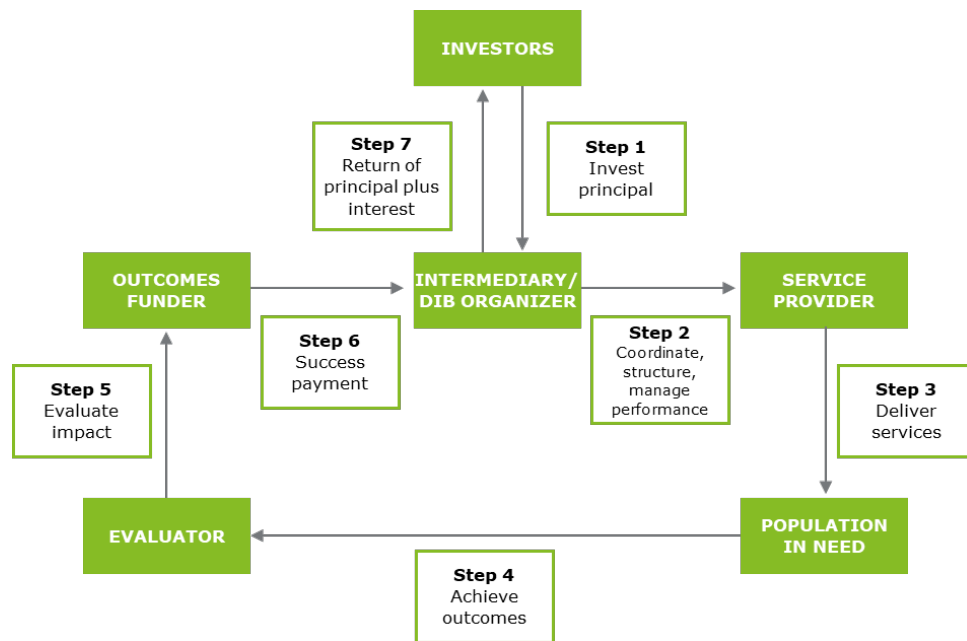 INVESTORS
Step 7
Return of
principal plus
interest
Step 1
Invest
principal
OUTCOMES
FUNDER
INTERMEDIARY/
DIB ORGANIZER
SERVICE
PROVIDER
Step 6
Success
payment
Step 2
Coordinate,
structure,
manage
performance
Step 5
Evaluate
impact
Step 3
Deliver
services
EVALUATOR
POPULATION
IN NEED
Step 4
Achieve
outcomes